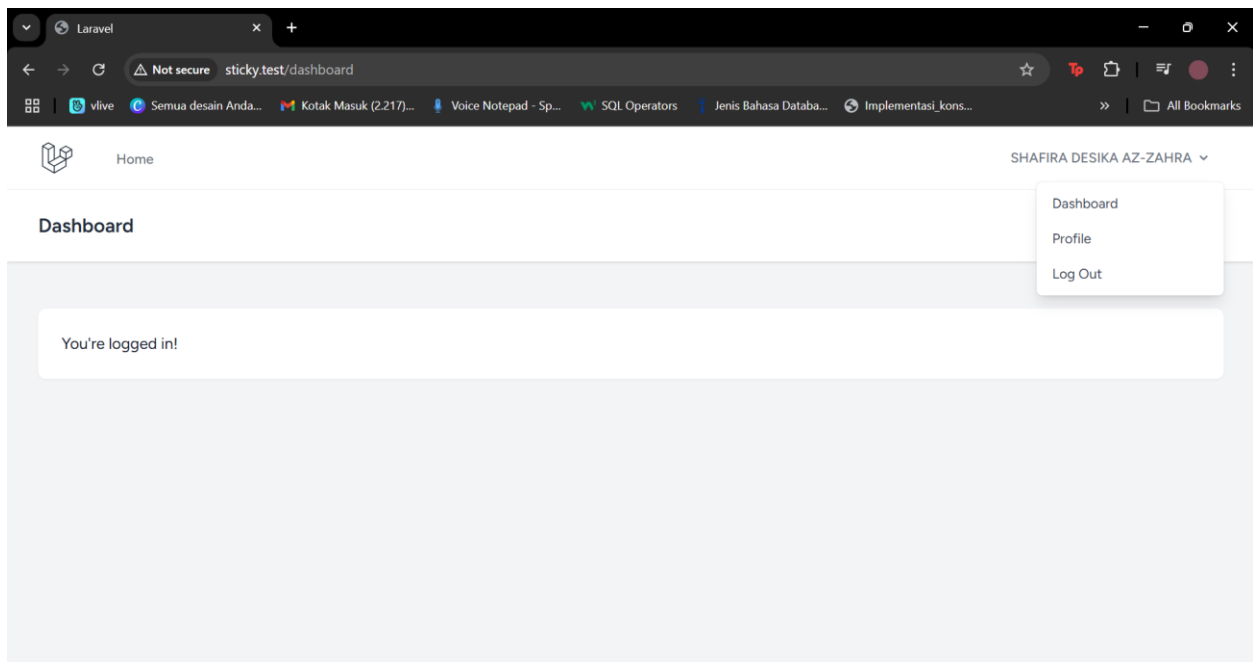 Laravel
Not secure sticky.test/dashboard
Tp
vlive Semua desain Anda... Kotak Masuk (2.217)... Voice Notepad - Sp... SQL Operators Jenis Bahasa Databa... Implementasi_kons... » All Bookmarks
Home SHAFIRA DESIKA AZ-ZAHRA
Dashboard
Dashboard
Profile
Log Out
You're logged in!